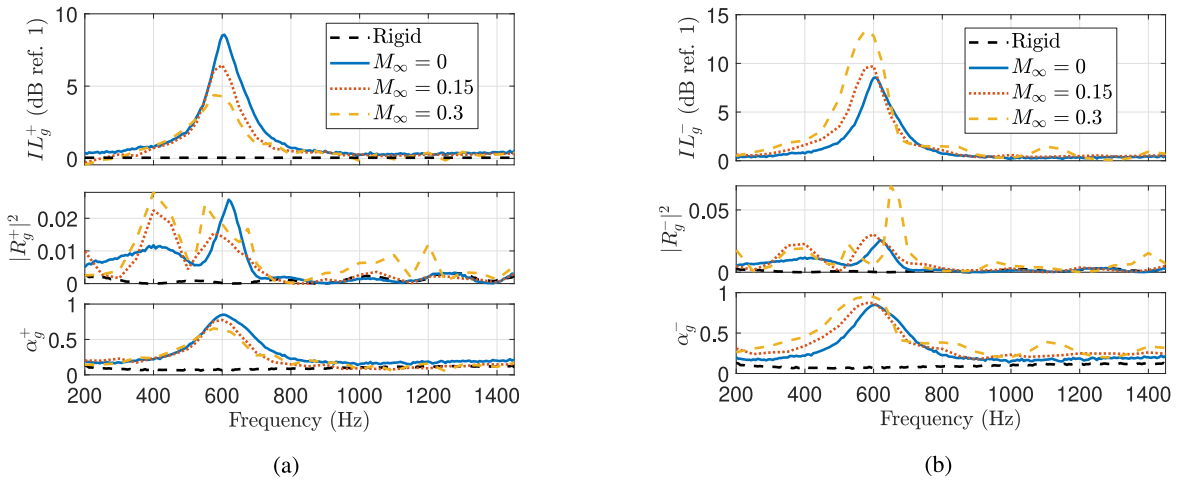 IL_g^+ (dB ref. 1)
10
5
0
Rigid
M_∞ = 0
M_∞ = 0.15
M_∞ = 0.3
|R_g^+|^2
0.02
0.01
0
α_g^+
1
0.5
0
200 400 600 800 1000 1200 1400
Frequency (Hz)
(a)
IL_g^- (dB ref. 1)
15
10
5
0
Rigid
M_∞ = 0
M_∞ = 0.15
M_∞ = 0.3
|R_g^-|^2
0.05
0
α_g^-
1
0.5
0
200 400 600 800 1000 1200 1400
Frequency (Hz)
(b)